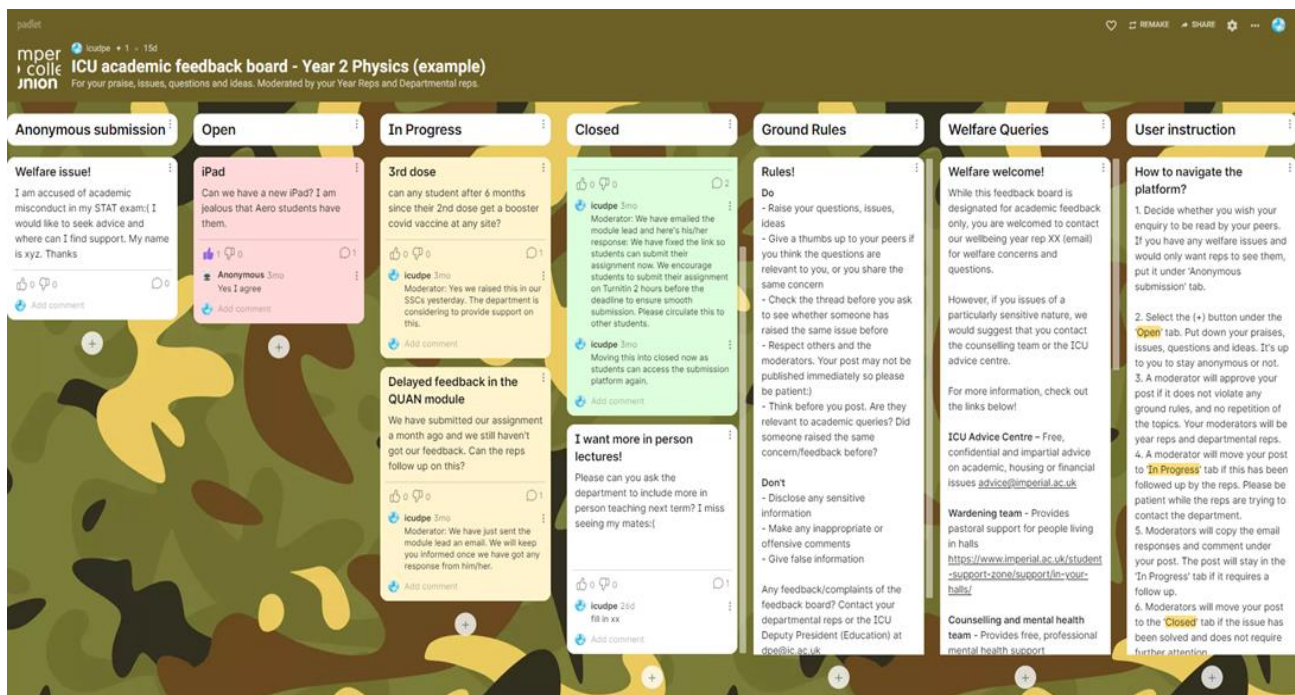 padlet
REMAKE
SHARE
mper
colle
union
icudpe + 1 • 15d
ICU academic feedback board - Year 2 Physics (example)
For your praise, issues, questions and ideas. Moderated by your Year Reps and Departmental reps.
Anonymous submission
Welfare issue!
I am accused of academic
misconduct in my STAT exam:( I
would like to seek advice and
where can I find support. My name
is xyz. Thanks
0 0 0
Add comment
Open
iPad
Can we have a new iPad? I am
jealous that Aero students have
them.
1 0 1
Anonymous 3mo
Yes I agree
Add comment
In Progress
3rd dose
can any student after 6 months
since their 2nd dose get a booster
covid vaccine at any site?
0 0 1
icudpe 3mo
Moderator: Yes we raised this in our
SSCs yesterday. The department is
considering to provide support on
this.
Add comment
Delayed feedback in the
QUAN module
We have submitted our assignment
a month ago and we still haven't
got our feedback. Can the reps
follow up on this?
0 0 1
icudpe 3mo
Moderator: We have just sent the
module lead an email. We will keep
you informed once we have got any
response from him/her.
Add comment
Closed
0 0 2
icudpe 3mo
Moderator: We have emailed the
module lead and here's his/her
response: We have fixed the link so
students can submit their
assignment now. We encourage
students to submit their assignment
on Turnitin 2 hours before the
deadline to ensure smooth
submission. Please circulate this to
other students.
icudpe 3mo
Moving this into closed now as
students can access the submission
platform again.
Add comment
I want more in person
lectures!
Please can you ask the
department to include more in
person teaching next term? I miss
seeing my mates:(
0 0 1
icudpe 26d
fill in xx
Add comment
Ground Rules
Rules!
Do
- Raise your questions, issues,
ideas
- Give a thumbs up to your peers if
you think the questions are
relevant to you, or you share the
same concern
- Check the thread before you ask
to see whether someone has
raised the same issue before
- Respect others and the
moderators. Your post may not be
published immediately so please
be patient:)
- Think before you post. Are they
relevant to academic queries? Did
someone raised the same
concern/feedback before?
Don't
- Disclose any sensitive
information
- Make any inappropriate or
offensive comments
- Give false information
Any feedback/complaints of the
feedback board? Contact your
departmental reps or the ICU
Deputy President (Education) at
dpe@ic.ac.uk
Welfare Queries
Welfare welcome!
While this feedback board is
designated for academic feedback
only, you are welcomed to contact
our wellbeing year rep XX (email)
for welfare concerns and
questions.
However, if you issues of a
particularly sensitive nature, we
would suggest that you contact
the counselling team or the ICU
advice centre.
For more information, check out
the links below!
ICU Advice Centre – Free,
confidential and impartial advice
on academic, housing or financial
issues advice@imperial.ac.uk
Wardening team - Provides
pastoral support for people living
in halls
https://www.imperial.ac.uk/student
-support-zone/support/in-your-
halls/
Counselling and mental health
team - Provides free, professional
mental health support
User instruction
How to navigate the
platform?
1. Decide whether you wish your
enquiry to be read by your peers.
If you have any welfare issues and
would only want reps to see them,
put it under 'Anonymous
submission' tab.
2. Select the (+) button under the
'Open' tab. Put down your praises,
issues, questions and ideas. It's up
to you to stay anonymous or not.
3. A moderator will approve your
post if it does not violate any
ground rules, and no repetition of
the topics. Your moderators will be
year reps and departmental reps.
4. A moderator will move your post
to 'In Progress' tab if this has been
followed up by the reps. Please be
patient while the reps are trying to
contact the department.
5. Moderators will copy the email
responses and comment under
your post. The post will stay in the
'In Progress' tab if it requires a
follow up.
6. Moderators will move your post
to the 'Closed' tab if the issue has
been solved and does not require
further attention